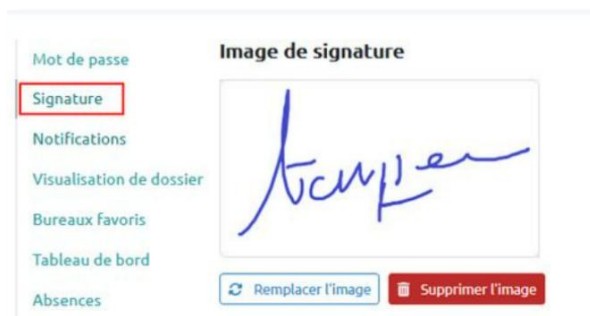 Mot de passe
Image de signature
Signature
Notifications
Visualisation de dossier
Bureaux favoris
Tableau de bord
Absences
Remplacer l'image
Supprimer l'image